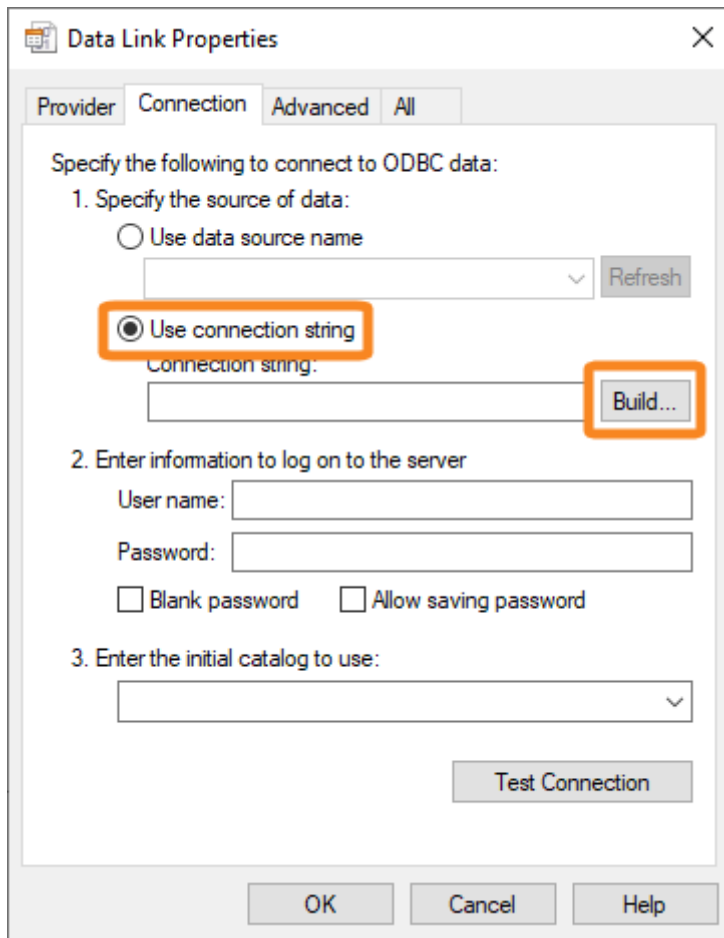 Data Link Properties
Provider Connection Advanced All
Specify the following to connect to ODBC data:
1. Specify the source of data:
Use data source name
Refresh
Use connection string
Connection string:
Build...
2. Enter information to log on to the server
User name:
Password:
Blank password Allow saving password
3. Enter the initial catalog to use:
Test Connection
OK Cancel Help